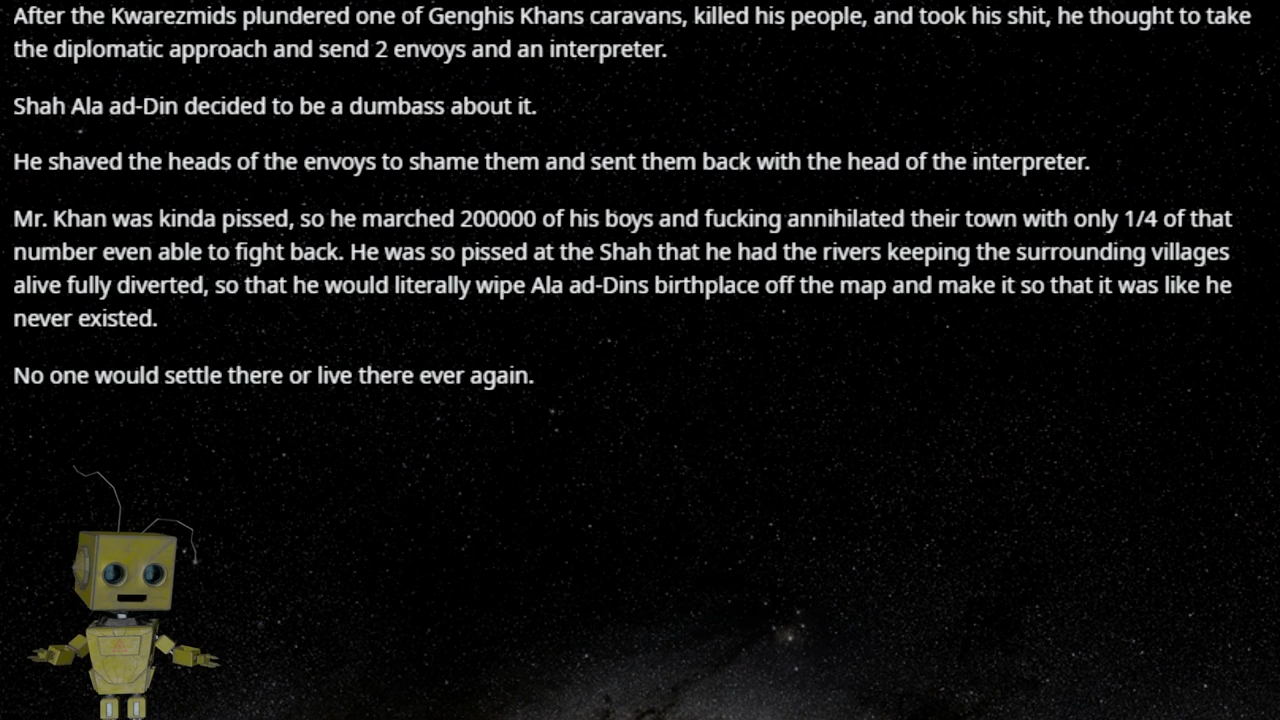 After the Kwarezmids plundered one of Genghis Khans caravans, killed his people, and took his shit, he thought to take
the diplomatic approach and send 2 envoys and an interpreter.
Shah Ala ad-Din decided to be a dumbass about it.
He shaved the heads of the envoys to shame them and sent them back with the head of the interpreter.
Mr. Khan was kinda pissed, so he marched 200000 of his boys and fucking annihilated their town with only 1/4 of that
number even able to fight back. He was so pissed at the Shah that he had the rivers keeping the surrounding villages
alive fully diverted, so that he would literally wipe Ala ad-Dins birthplace off the map and make it so that it was like he
never existed.
No one would settle there or live there ever again.